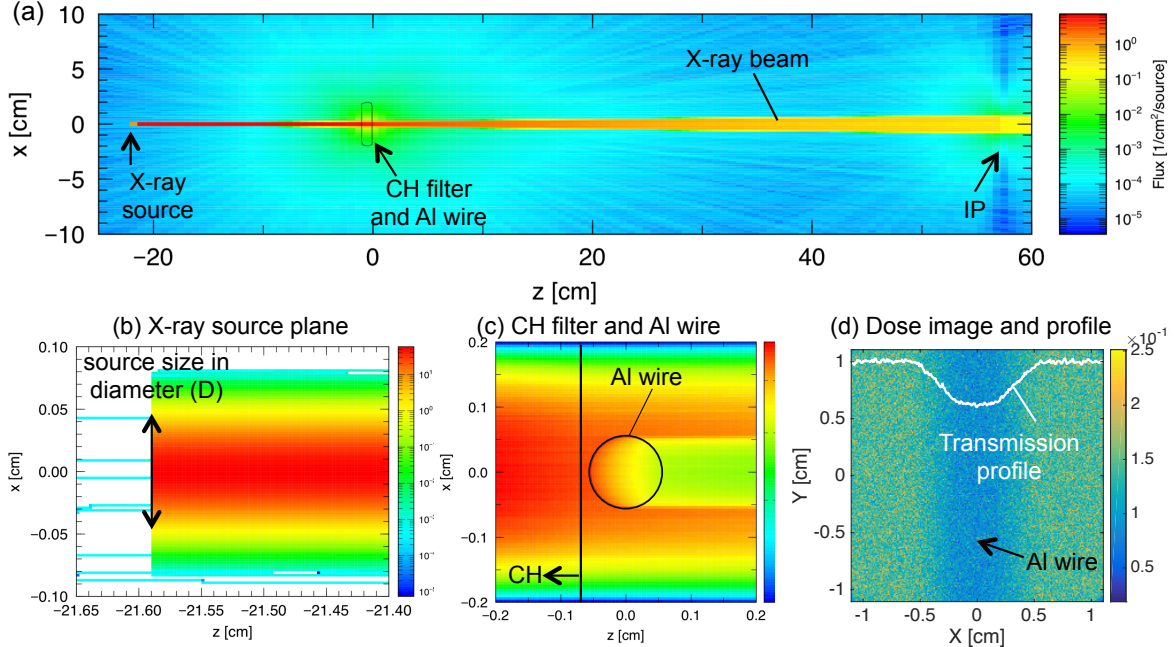 (a)
10
5
0
−5
−10
x [cm]
−20
0
20
40
60
z [cm]
X-ray
source
CH filter
and Al wire
X-ray beam
IP
10⁰
10⁻¹
10⁻²
10⁻³
10⁻⁴
10⁻⁵
Flux [1/cm²/source]
(b) X-ray source plane
0.10
0.05
0.00
−0.05
−0.10
x [cm]
source size in
diameter (D)
−21.65
−21.60
−21.55
−21.50
−21.45
−21.40
z [cm]
(c) CH filter and Al wire
0.2
0.1
0.0
−0.1
−0.2
x [cm]
Al wire
CH
−0.2
−0.1
0.0
0.1
0.2
z [cm]
(d) Dose image and profile
1
0.5
0
-0.5
-1
Y [cm]
Transmission
profile
Al wire
-1
-0.5
0
0.5
1
X [cm]
× 10⁻¹
2.5
2
1.5
1
0.5